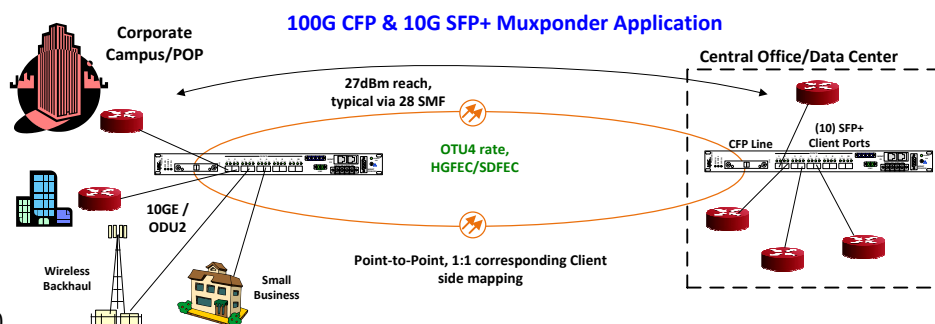 100G CFP & 10G SFP+ Muxponder Application
Corporate
Campus/POP
Central Office/Data Center
27dBm reach,
typical via 28 SMF
(10) SFP+
Client Ports
CFP Line
OTU4 rate,
HGFEC/SDFEC
10GE /
ODU2
Wireless
Backhaul
Small
Business
Point-to-Point, 1:1 corresponding Client
side mapping
)